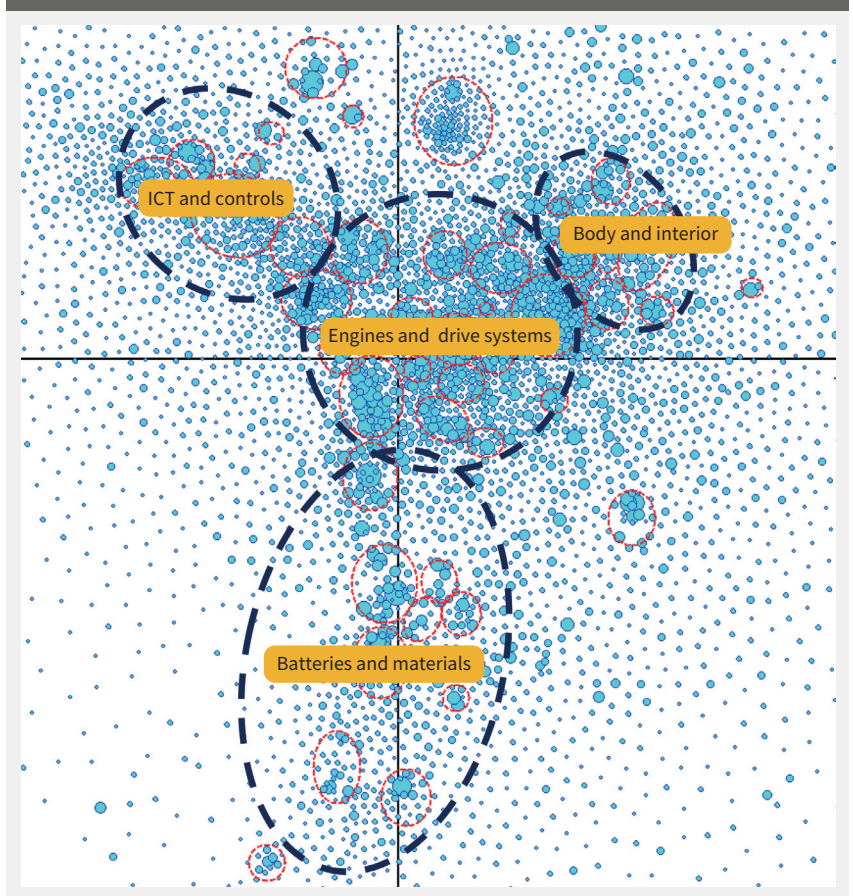 ICT and controls
Body and interior
Engines and drive systems
Batteries and materials